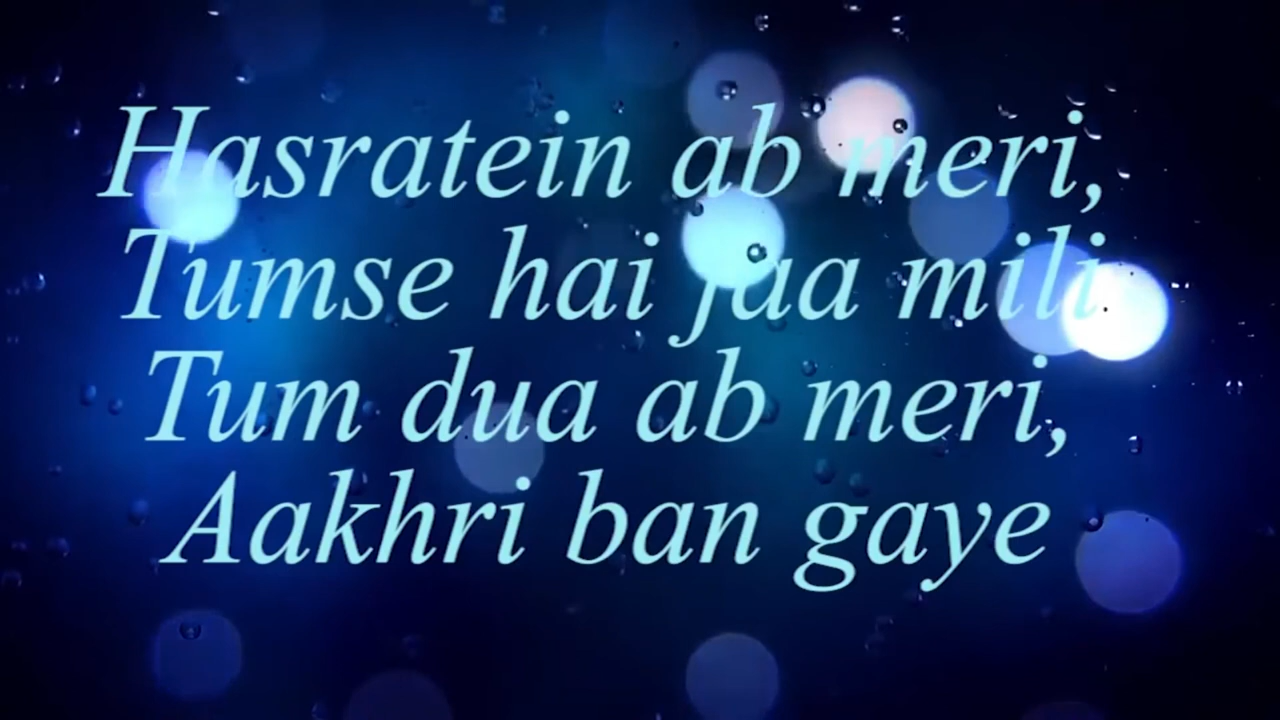 Hasratein ab meri,
Tumse hai jaa mili
Tum dua ab meri,
Aakhri ban gaye